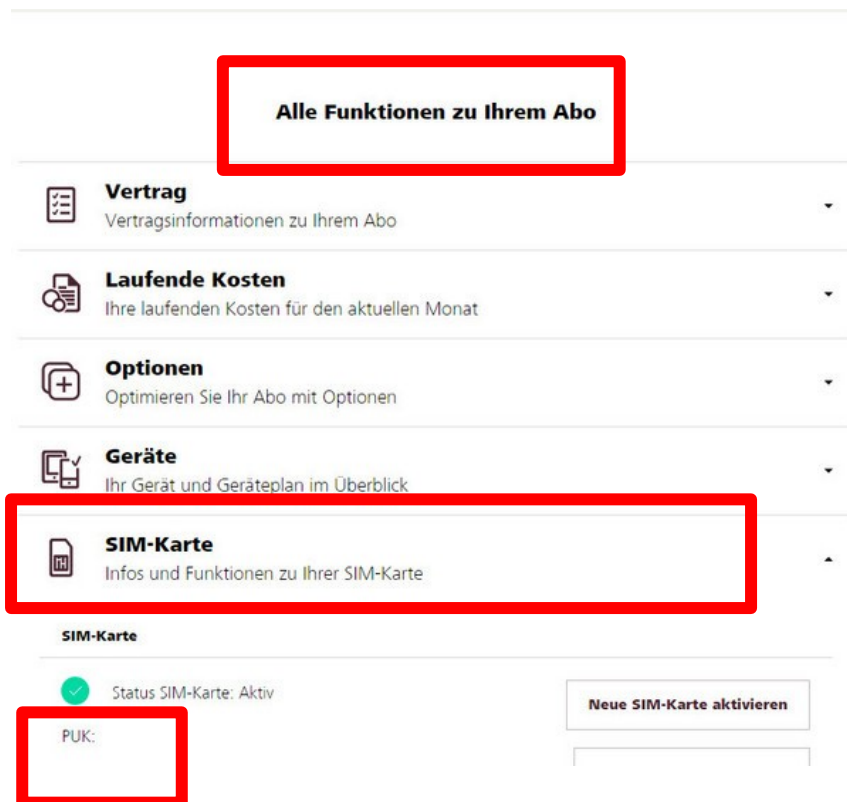 Alle Funktionen zu Ihrem Abo
Vertrag
Vertragsinformationen zu Ihrem Abo
Laufende Kosten
Ihre laufenden Kosten für den aktuellen Monat
Optionen
Optimieren Sie Ihr Abo mit Optionen
Geräte
Ihr Gerät und Geräteplan im Überblick
SIM-Karte
Infos und Funktionen zu Ihrer SIM-Karte
SIM-Karte
Status SIM-Karte: Aktiv
Neue SIM-Karte aktivieren
PUK: